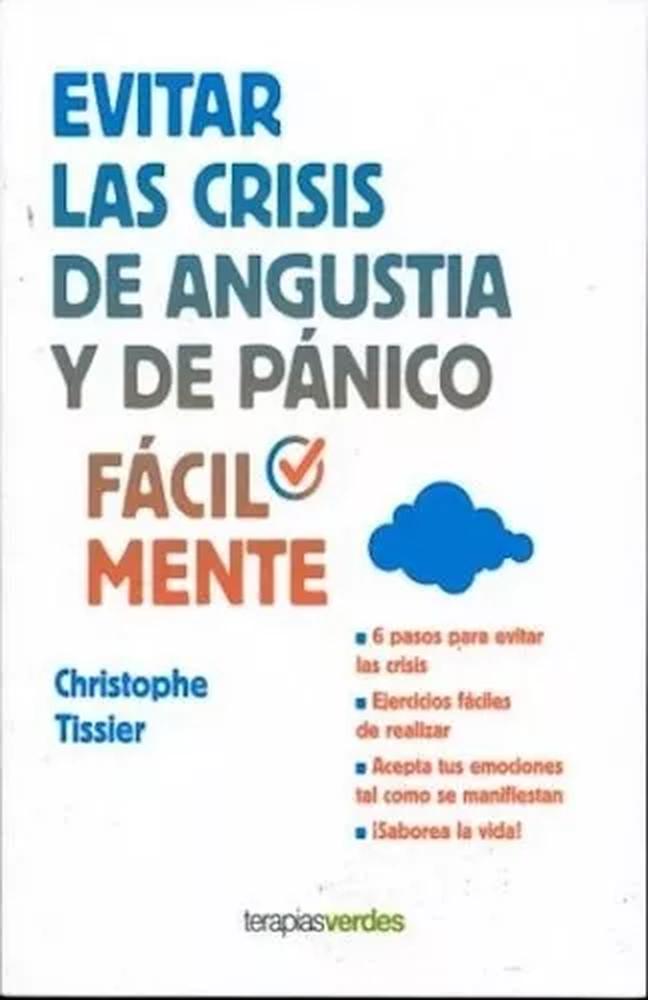 EVITAR
LAS CRISIS
DE ANGUSTIA
Y DE PÁNICO
FÁCIL
MENTE
Christophe
Tissier
▪ 6 pasos para evitar
las crisis
▪ Ejercicios fáciles
de realizar
▪ Acepta tus emociones
tal como se manifiestan
▪ ¡Saborea la vida!
terapiasverdes